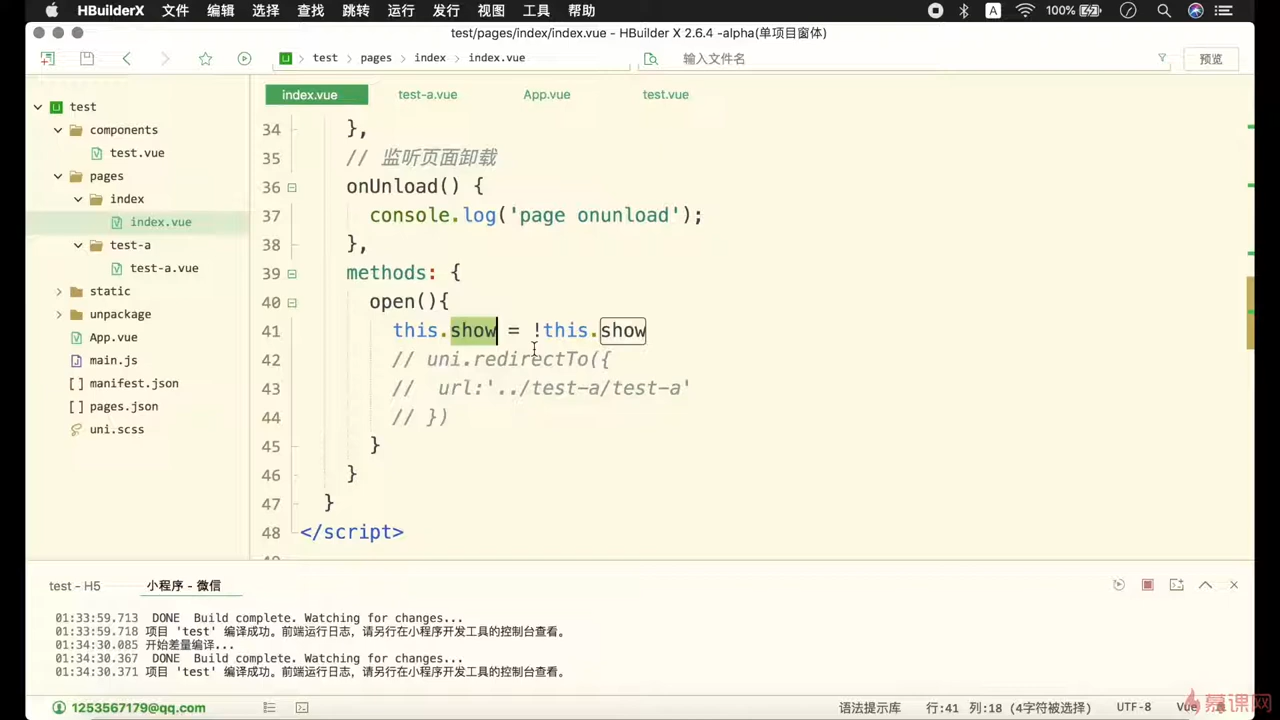 HBuilderX 文件 编辑 选择 查找 跳转 运行 发行 视图 工具 帮助 A 100%
test/pages/index/index.vue - HBuilder X 2.6.4 -alpha(单项目窗体)
test pages index index.vue 输入文件名 预览
index.vue test-a.vue App.vue test.vue
test
components
test.vue
pages
index
index.vue
test-a
test-a.vue
static
unpackage
App.vue
main.js
manifest.json
pages.json
uni.scss
34 },
35 // 监听页面卸载
36 onUnload() {
37 console.log('page onunload');
38 },
39 methods: {
40 open(){
41 this.show = !this.show
42 // uni.redirectTo({
43 // url:'../test-a/test-a'
44 // })
45 }
46 }
47 }
48 </script>
test - H5 小程序 - 微信
01:33:59.713 DONE Build complete. Watching for changes...
01:33:59.718 项目 'test' 编译成功。前端运行日志，请另行在小程序开发工具的控制台查看。
01:34:30.085 开始差量编译...
01:34:30.367 DONE Build complete. Watching for changes...
01:34:30.371 项目 'test' 编译成功。前端运行日志，请另行在小程序开发工具的控制台查看。
1253567179@qq.com 语法提示库 行:41 列:18 (4字符被选择) UTF-8 Vue
慕课网